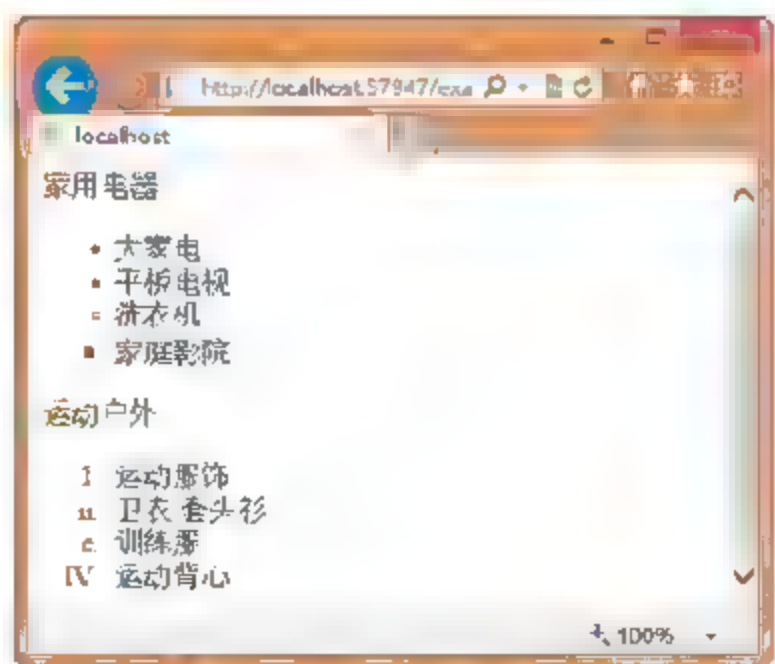 http://localhost:57947/exa
localhost
家用电器
• 大家电
• 平板电视
▫ 洗衣机
▪ 家庭影院
运动户外
I 运动服饰
ii. 卫衣 套头衫
c. 训练服
IV 运动背心
100%